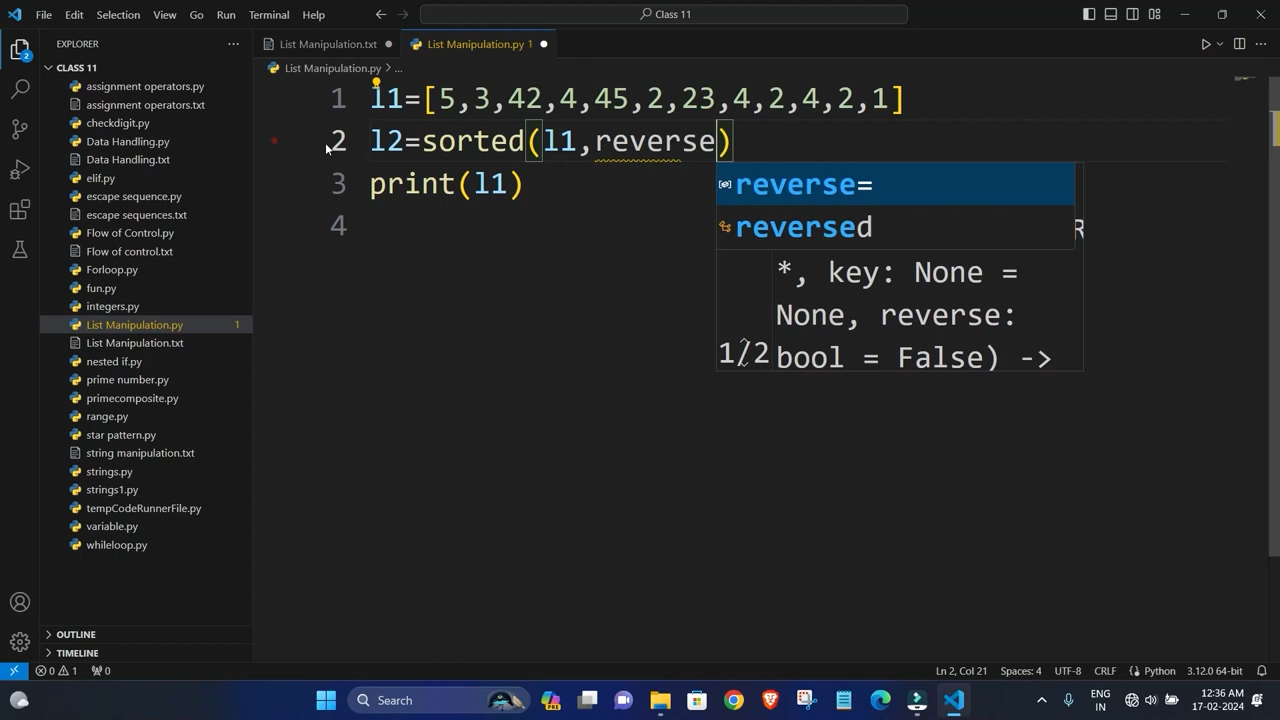 File Edit Selection View Go Run Terminal Help
Class 11
EXPLORER
CLASS 11
assignment operators.py
assignment operators.txt
checkdigit.py
Data Handling.py
Data Handling.txt
elif.py
escape sequence.py
escape sequences.txt
Flow of Control.py
Flow of control.txt
Forloop.py
fun.py
integers.py
List Manipulation.py 1
List Manipulation.txt
nested if.py
prime number.py
primecomposite.py
range.py
star pattern.py
string manipulation.txt
strings.py
strings1.py
tempCodeRunnerFile.py
variable.py
whileloop.py
OUTLINE
TIMELINE
2
List Manipulation.txt
List Manipulation.py 1
List Manipulation.py > ...
1 l1=[5,3,42,4,45,2,23,4,2,4,2,1]
2 l2=sorted(l1,reverse)
3 print(l1)
4
reverse=
reversed
R
*, key: None =
None, reverse:
1/2 bool = False) ->
0 1 0
Ln 2, Col 21 Spaces: 4 UTF-8 CRLF Python 3.12.0 64-bit
Search
PRE
ENG
IN
12:36 AM
17-02-2024